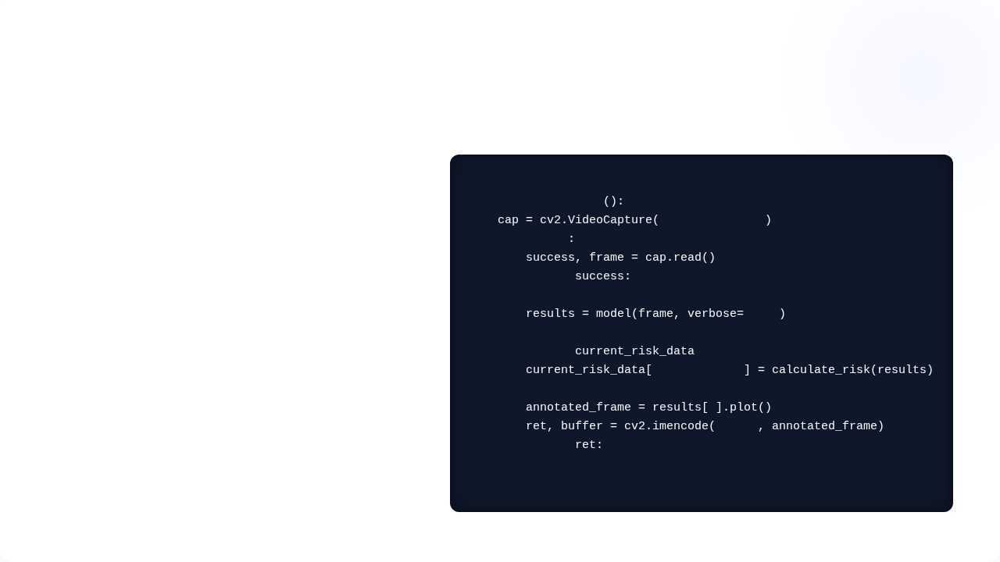 ():
cap = cv2.VideoCapture(               )
:
success, frame = cap.read()
success:
results = model(frame, verbose=     )
current_risk_data
current_risk_data[             ] = calculate_risk(results)
annotated_frame = results[ ].plot()
ret, buffer = cv2.imencode(      , annotated_frame)
ret: